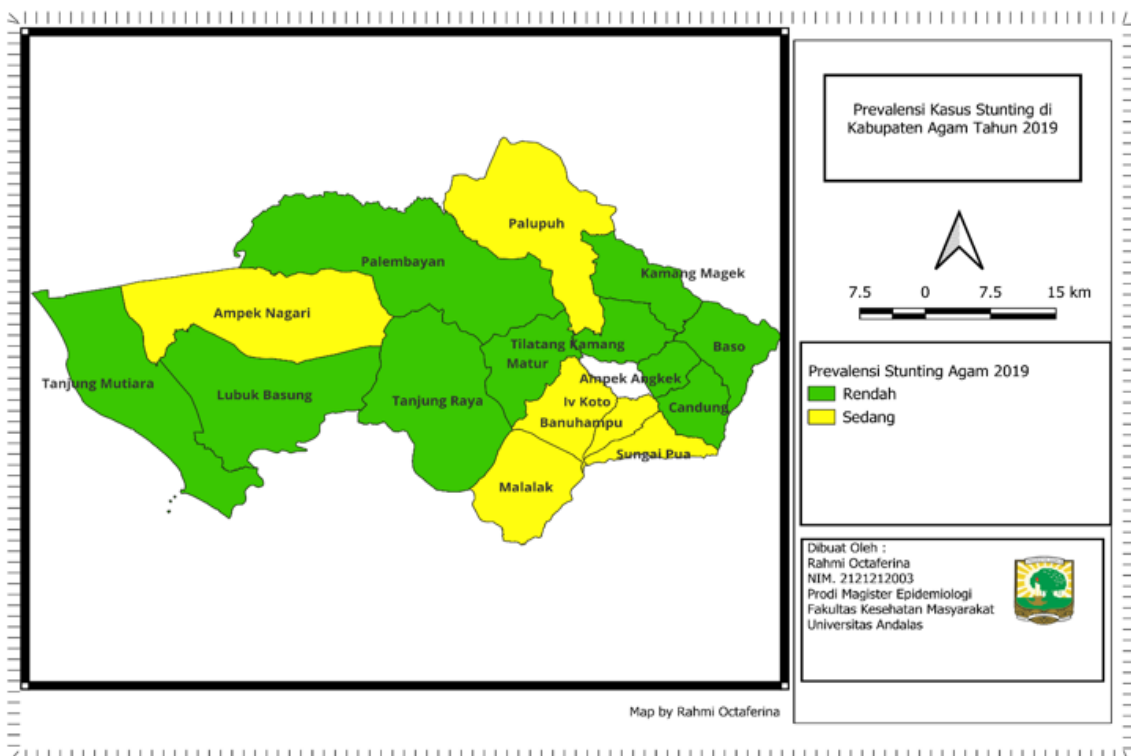 Prevalensi Kasus Stunting di
Kabupaten Agam Tahun 2019
7.5 0 7.5 15 km
Prevalensi Stunting Agam 2019
Rendah
Sedang
Dibuat Oleh :
Rahmi Octaferina
NIM. 2121212003
Prodi Magister Epidemiologi
Fakultas Kesehatan Masyarakat
Universitas Andalas
Palupuh
Palembayan
Kamang Magek
Ampek Nagari
Tilatang Kamang
Baso
Matur
Tanjung Mutiara
Ampek Angkek
Lubuk Basung
Tanjung Raya
Iv Koto
Candung
Banuhampu
Sungai Pua
Malalak
Map by Rahmi Octaferina